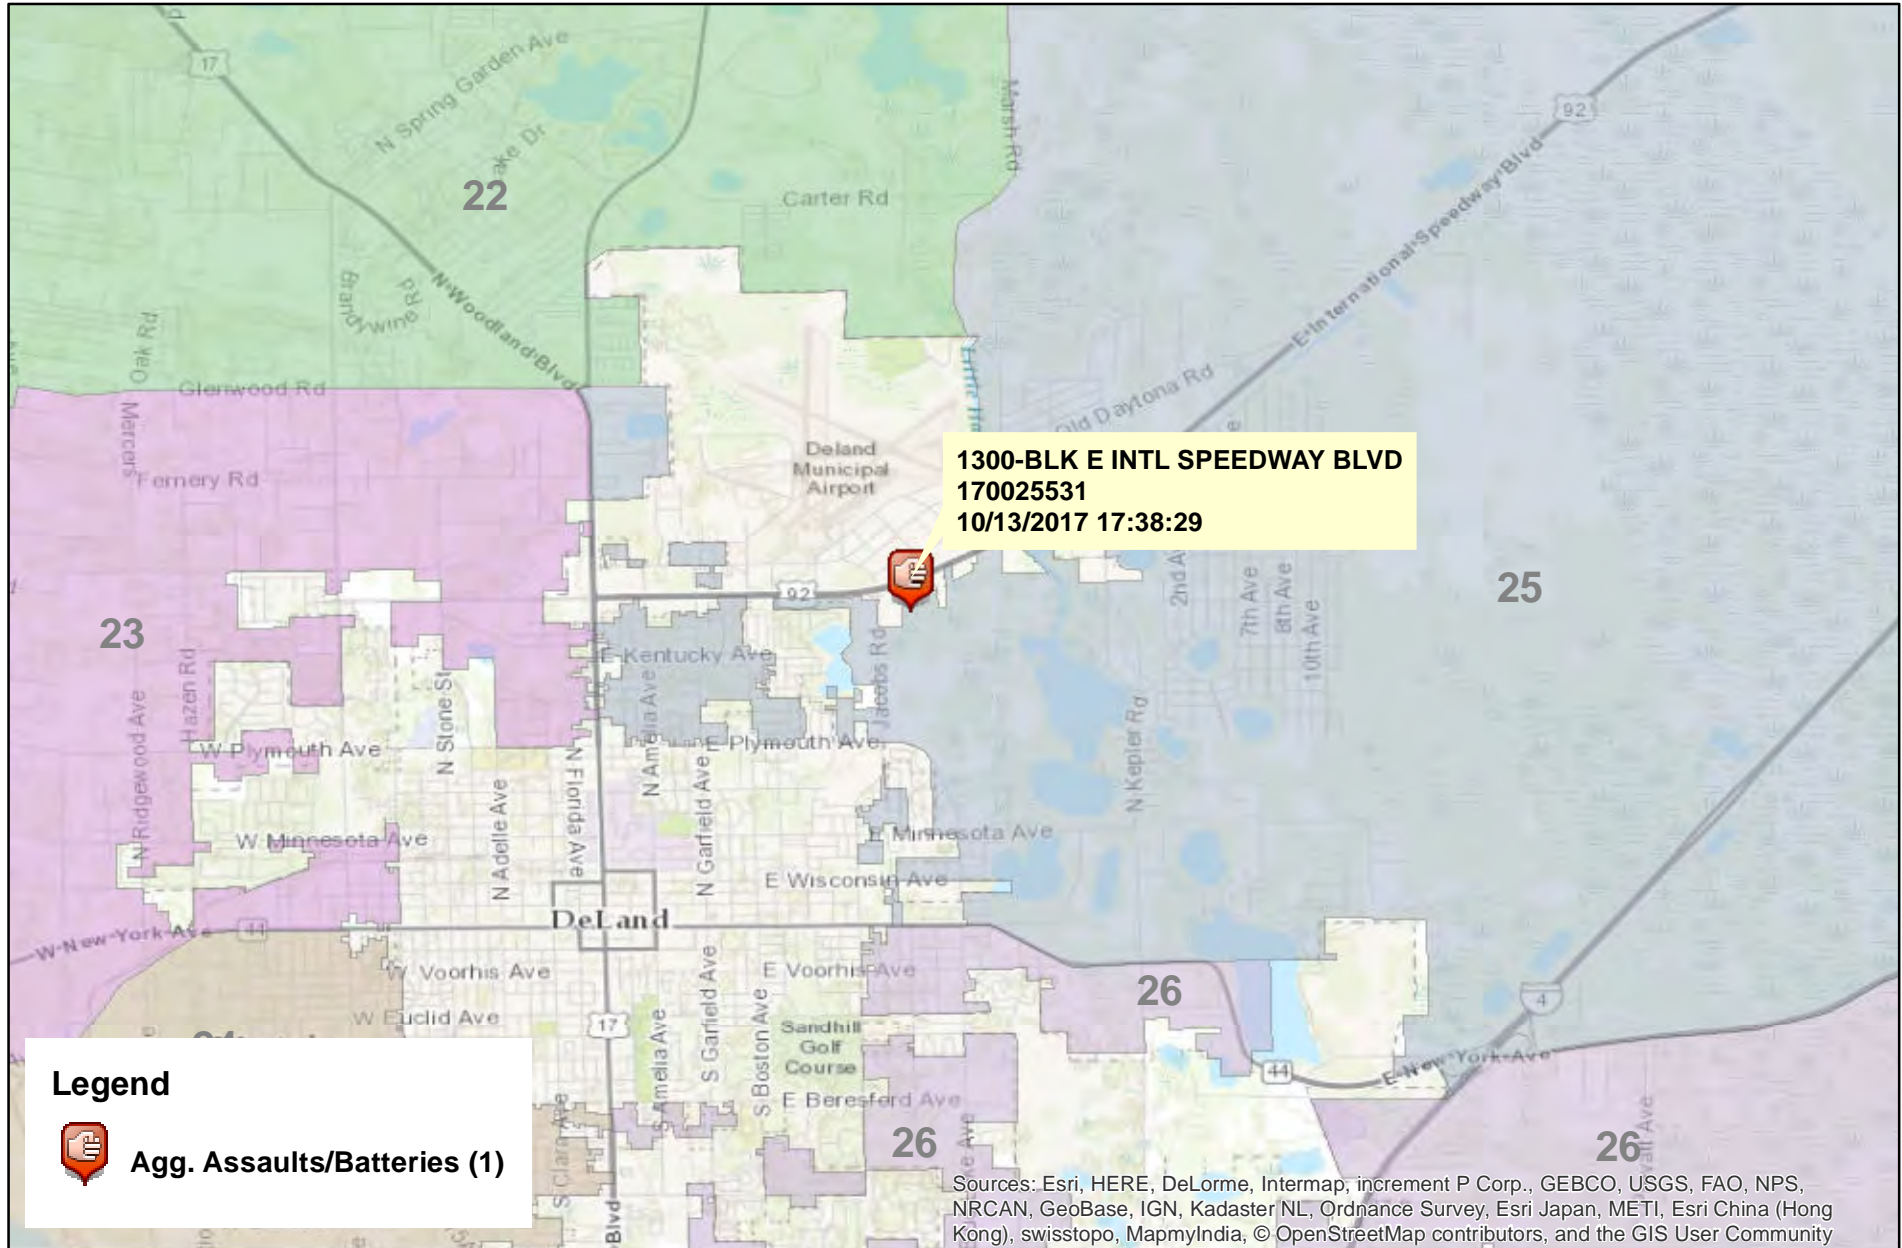 17
N Spring Garden Ave
Marsh Rd
92
ake Dr
22
Carter Rd
E International Speedway Blvd
Brandywine Rd
N Woodland Blvd
Oak Rd
Glenwood Rd
Old Daytona Rd
Mercers
Fernery Rd
Deland
Municipal
Airport
1300-BLK E INTL SPEEDWAY BLVD
170025531
10/13/2017 17:38:29
25
92
2nd A
7th Ave
8th Ave
10th Ave
23
Hazen Rd
E Kentucky Ave
Jacobs Rd
N Ridgewood Ave
N Stone St
N Amelia Ave
N Kepler Rd
W Plymouth Ave
E Plymouth Ave
N Florida Ave
N Garfield Ave
N Adelle Ave
W Minnesota Ave
E Minnesota Ave
E Wisconsin Ave
DeLand
44
W New York Ave
W Voorhis Ave
E Voorhis Ave
26
4
W Euclid Ave
17
S Amelia Ave
S Garfield Ave
S Boston Ave
Sandhill
Golf
Course
E New York Ave
44
E Beresford Ave
S Clara Ave
26
26
Blvd
Legend
Agg. Assaults/Batteries (1)
Sources: Esri, HERE, DeLorme, Intermap, increment P Corp., GEBCO, USGS, FAO, NPS,
NRCAN, GeoBase, IGN, Kadaster NL, Ordnance Survey, Esri Japan, METI, Esri China (Hong
Kong), swisstopo, MapmyIndia, © OpenStreetMap contributors, and the GIS User Community